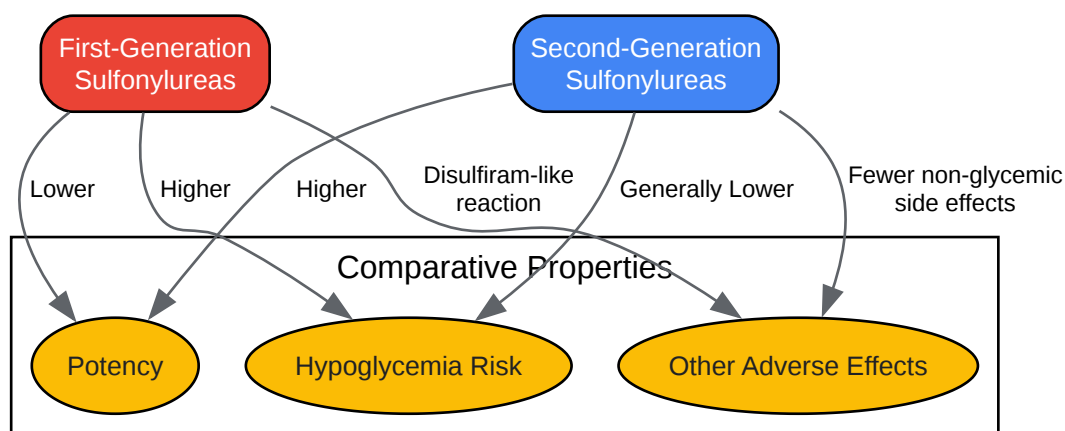 First-Generation
Sulfonylureas
Second-Generation
Sulfonylureas
Lower
Higher
Higher
Disulfiram-like
reaction
Generally Lower
Fewer non-glycemic
side effects
Comparative Properties
Potency
Hypoglycemia Risk
Other Adverse Effects